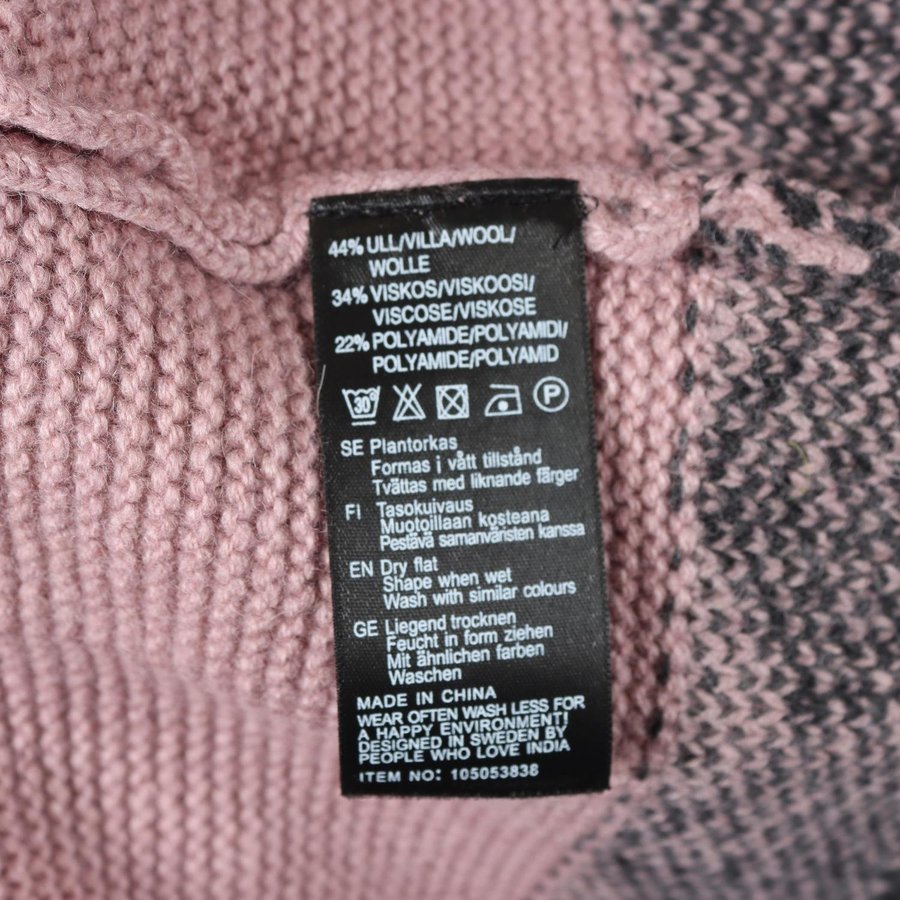 44% ULL/VILLA/WOOL/
WOLLE
34% VISKOS/VISKOOSI/
VISCOSE/VISKOSE
22% POLYAMIDE/POLYAMIDI/
POLYAMIDE/POLYAMID
30° P
SE Plantorkas
Formas i vått tillstånd
Tvättas med liknande färger
FI Tasokuivaus
Muotoillaan kosteana
Pestävä samanväristen kanssa
EN Dry flat
Shape when wet
Wash with similar colours
GE Liegend trocknen
Feucht in form ziehen
Mit ähnlichen farben
Waschen
MADE IN CHINA
WEAR OFTEN WASH LESS FOR
A HAPPY ENVIRONMENT!
DESIGNED IN SWEDEN BY
PEOPLE WHO LOVE INDIA
ITEM NO: 105053838